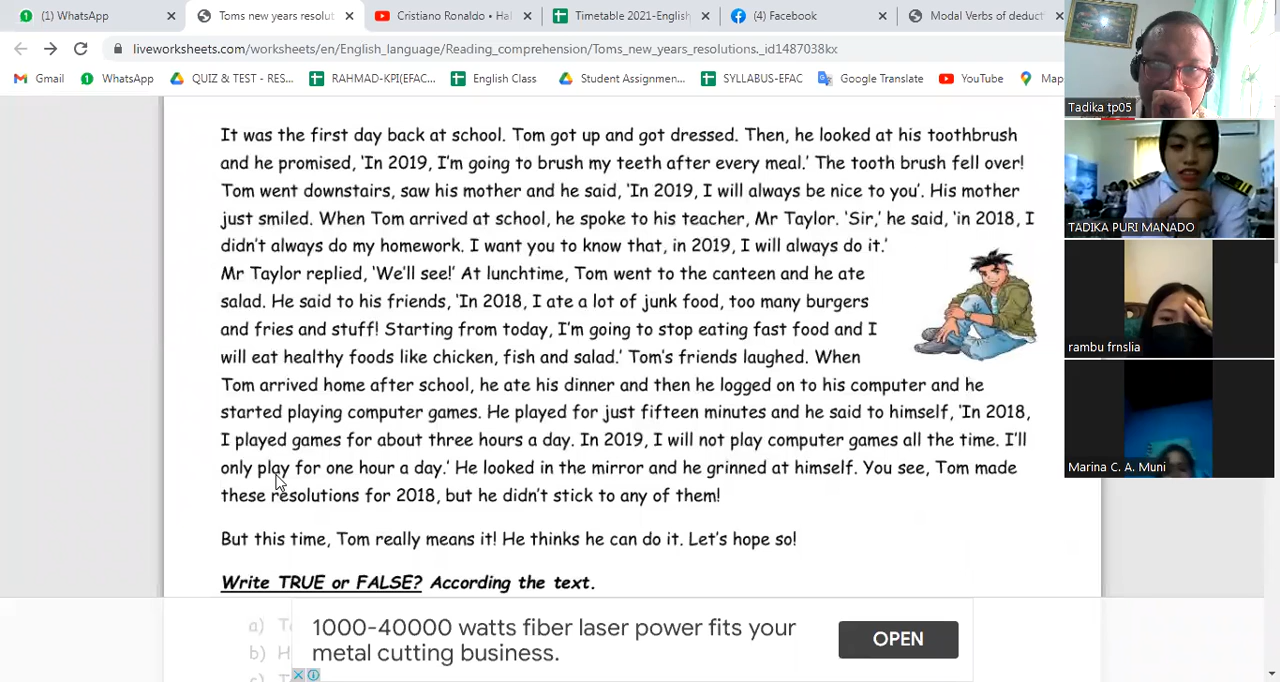 (1) WhatsApp
Toms new years resolut
Cristiano Ronaldo • Ha
Timetable 2021-English
(4) Facebook
Modal Verbs of deduct
liveworksheets.com/worksheets/en/English_language/Reading_comprehension/Toms_new_years_resolutions._id1487038kx
Gmail WhatsApp QUIZ & TEST - RES... RAHMAD-KPI(EFAC... English Class Student Assignmen... SYLLABUS-EFAC Google Translate YouTube Map
It was the first day back at school. Tom got up and got dressed. Then, he looked at his toothbrush
and he promised, 'In 2019, I'm going to brush my teeth after every meal.' The tooth brush fell over!
Tom went downstairs, saw his mother and he said, 'In 2019, I will always be nice to you'. His mother
just smiled. When Tom arrived at school, he spoke to his teacher, Mr Taylor. 'Sir,' he said, 'in 2018, I
didn't always do my homework. I want you to know that, in 2019, I will always do it.'
Mr Taylor replied, 'We'll see!' At lunchtime, Tom went to the canteen and he ate
salad. He said to his friends, 'In 2018, I ate a lot of junk food, too many burgers
and fries and stuff! Starting from today, I'm going to stop eating fast food and I
will eat healthy foods like chicken, fish and salad.' Tom's friends laughed. When
Tom arrived home after school, he ate his dinner and then he logged on to his computer and he
started playing computer games. He played for just fifteen minutes and he said to himself, 'In 2018,
I played games for about three hours a day. In 2019, I will not play computer games all the time. I'll
only play for one hour a day.' He looked in the mirror and he grinned at himself. You see, Tom made
these resolutions for 2018, but he didn't stick to any of them!
But this time, Tom really means it! He thinks he can do it. Let's hope so!
Write TRUE or FALSE? According the text.
a)
b)
c)
1000-40000 watts fiber laser power fits your
metal cutting business.
OPEN
Tadika tp05
TADIKA PURI MANADO
rambu frnslia
Marina C. A. Muni